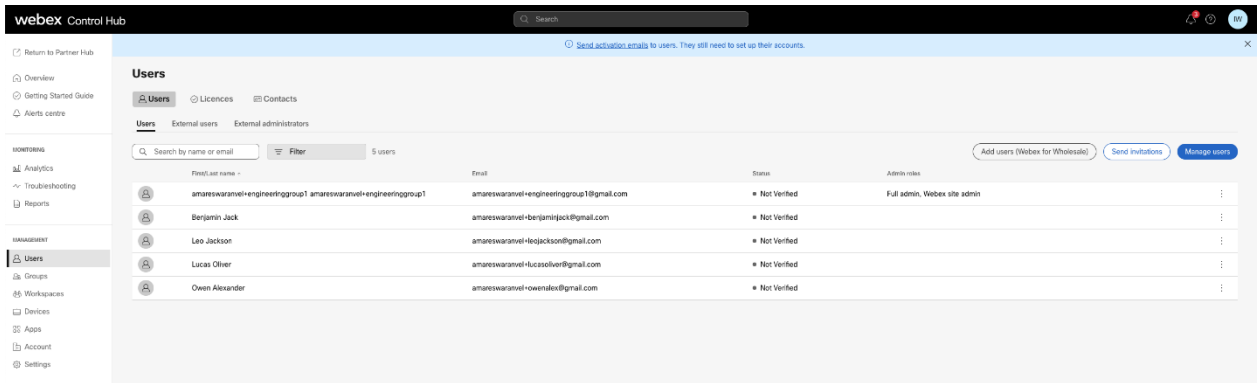 webex Control Hub
Search
3
IW
Return to Partner Hub
Send activation emails to users. They still need to set up their accounts.
Overview
Getting Started Guide
Alerts centre
MONITORING
Analytics
Troubleshooting
Reports
MANAGEMENT
Users
Groups
Workspaces
Devices
Apps
Account
Settings
Users
Users Licences Contacts
Users External users External administrators
Search by name or email Filter 5 users Add users (Webex for Wholesale) Send invitations Manage users
First/Last name Email Status Admin roles
amareswaranvel+engineeringgroup1 amareswaranvel+engineeringgroup1 amareswaranvel+engineeringgroup1@gmail.com Not Verified Full admin, Webex site admin
Benjamin Jack amareswaranvel+benjaminjack@gmail.com Not Verified
Leo Jackson amareswaranvel+leojackson@gmail.com Not Verified
Lucas Oliver amareswaranvel+lucasoliver@gmail.com Not Verified
Owen Alexander amareswaranvel+owenalex@gmail.com Not Verified